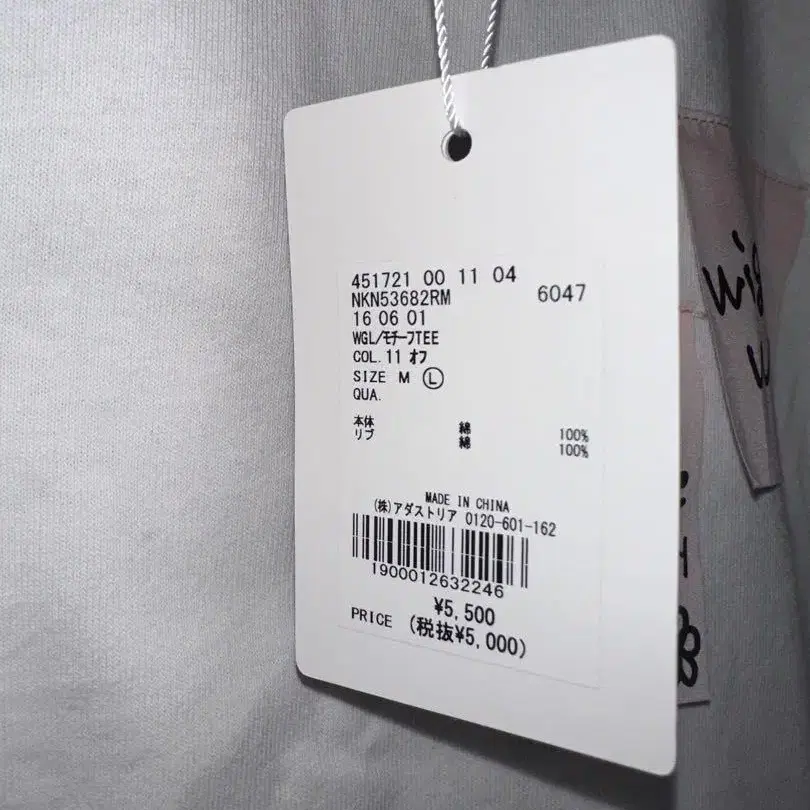 451721 00 11 04
NKN53682RM 6047
16 06 01
WGL/ﾓﾁｰﾌTEE
COL.11 ｵﾌ
SIZE M Ⓛ
QUA.
本体 綿 100%
リブ 綿 100%
MADE IN CHINA
(株)アダストリア 0120-601-162
1900012632246
¥5,500
PRICE (税抜¥5,000)